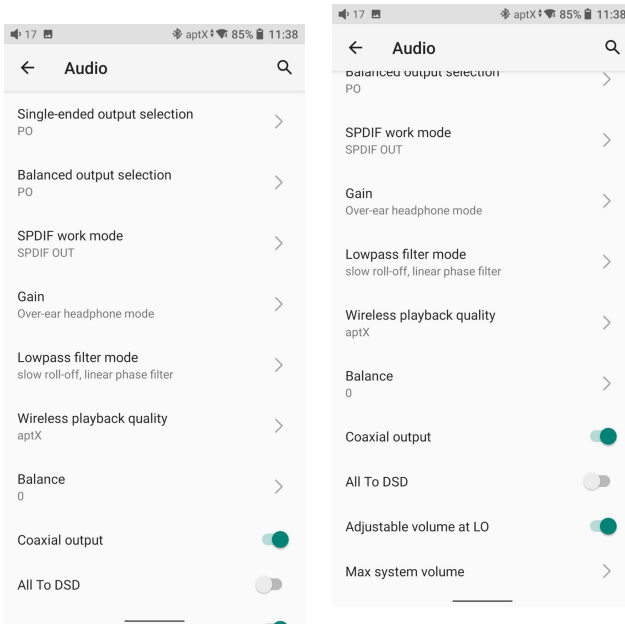 17 aptX 85% 11:38
Audio
Single-ended output selection
PO
Balanced output selection
PO
SPDIF work mode
SPDIF OUT
Gain
Over-ear headphone mode
Lowpass filter mode
slow roll-off, linear phase filter
Wireless playback quality
aptX
Balance
0
Coaxial output
All To DSD
17 aptX 85% 11:38
Audio
Balanced output selection
PO
SPDIF work mode
SPDIF OUT
Gain
Over-ear headphone mode
Lowpass filter mode
slow roll-off, linear phase filter
Wireless playback quality
aptX
Balance
0
Coaxial output
All To DSD
Adjustable volume at LO
Max system volume